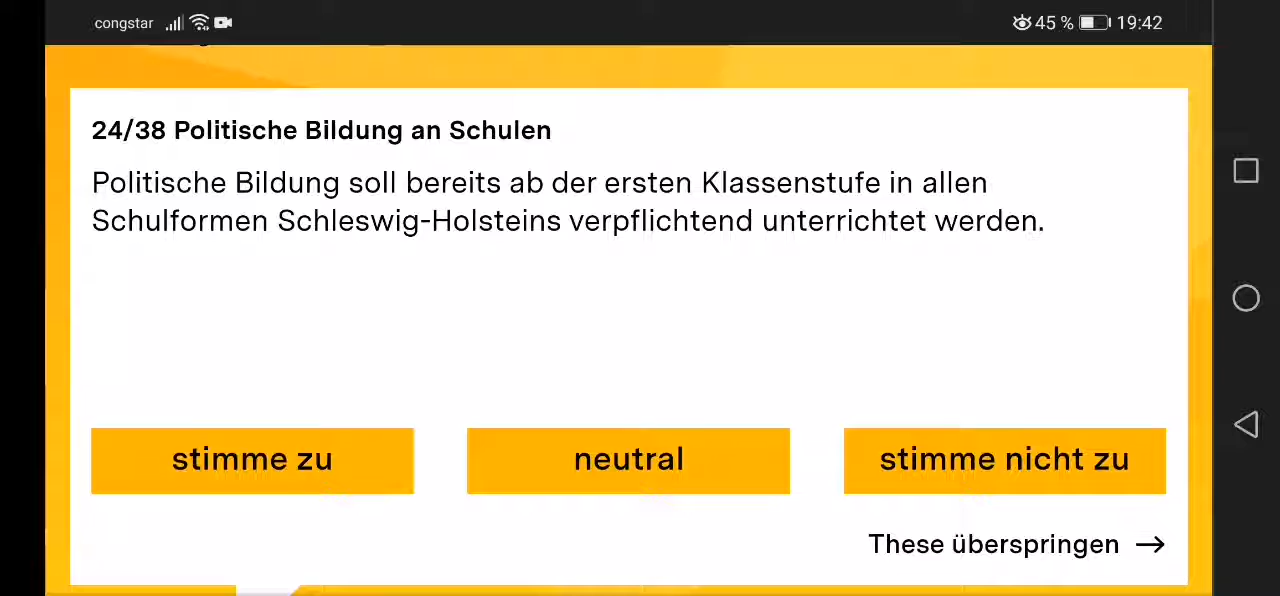 congstar 45 % 19:42
24/38 Politische Bildung an Schulen
Politische Bildung soll bereits ab der ersten Klassenstufe in allen
Schulformen Schleswig-Holsteins verpflichtend unterrichtet werden.
stimme zu neutral stimme nicht zu
These überspringen →